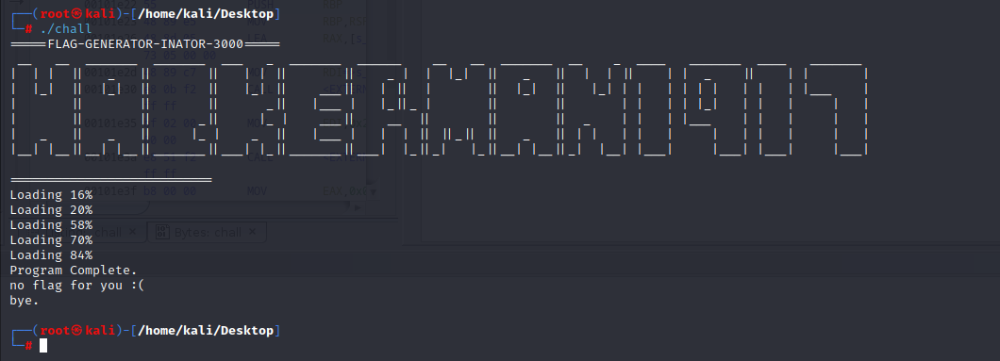 ┌──(root㉿kali)-[/home/kali/Desktop]
└─# ./chall
=====FLAG-GENERATOR-INATOR-3000=====
==========================
Loading 16%
Loading 20%
Loading 58%
Loading 70%
Loading 84%
Program Complete.
no flag for you :(
bye.
┌──(root㉿kali)-[/home/kali/Desktop]
└─#